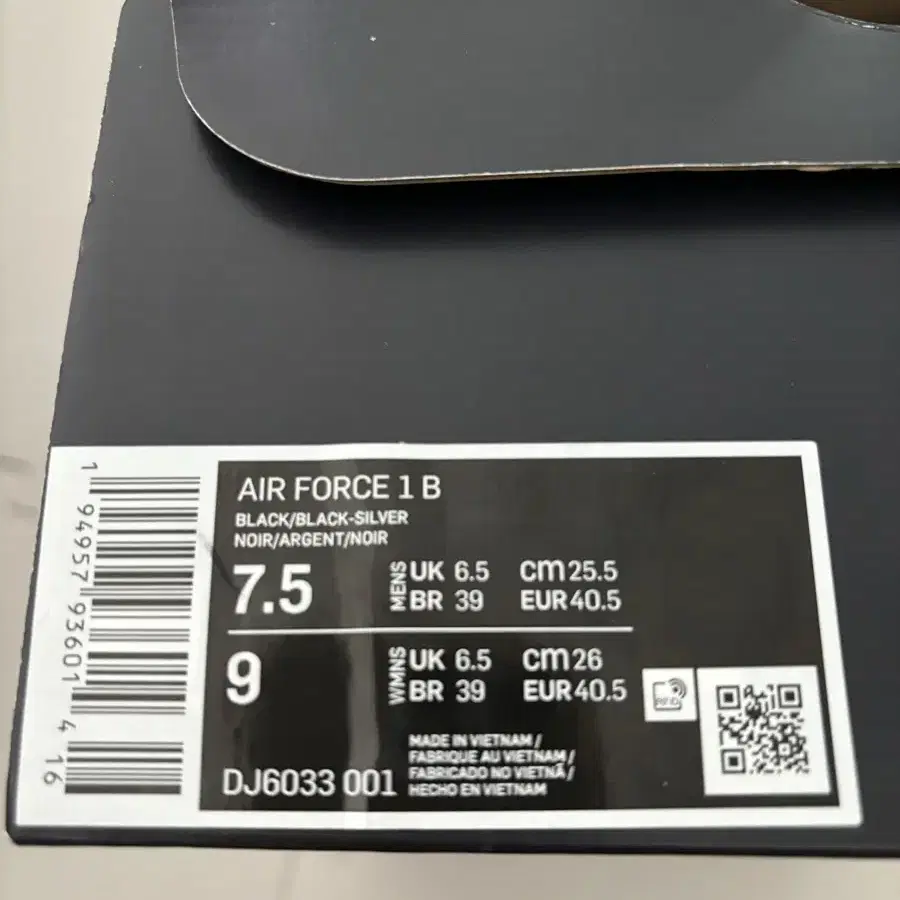 AIR FORCE 1 B
BLACK/BLACK-SILVER
NOIR/ARGENT/NOIR
7.5 MENS UK 6.5 cm 25.5
BR 39 EUR 40.5
9 WMNS UK 6.5 cm 26
BR 39 EUR 40.5
DJ6033 001
MADE IN VIETNAM /
FABRIQUE AU VIETNAM /
FABRICADO NO VIETNÃ /
HECHO EN VIETNAM
1 94957 93601 4 16